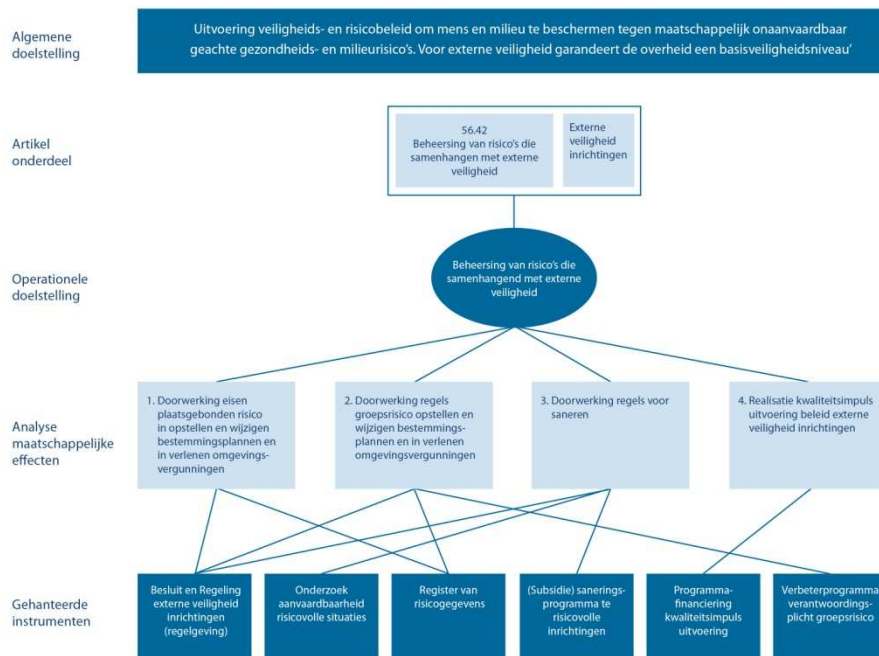 Algemene
doelstelling
Uitvoering veiligheids- en risicobeleid om mens en milieu te beschermen tegen maatschappelijk onaanvaardbaar
geachte gezondheids- en milieurisico's. Voor externe veiligheid garandeert de overheid een basisveiligheidsniveau'
Artikel
onderdeel
56.42
Beheersing van risico's die
samenhangen met externe
veiligheid
Externe
veiligheid
inrichtingen
Operationele
doelstelling
Beheersing van risico's die
samenhangend met externe
veiligheid
Analyse
maatschappelijke
effecten
1. Doorwerking eisen
plaatsgebonden risico
in opstellen en wijzigen
bestemmingsplannen en
in verlenen omgevings-
vergunningen
2. Doorwerking regels
groepsrisico opstellen en
wijzigen bestemmings-
plannen en in verlenen
omgevingsvergunningen
3. Doorwerking regels voor
saneren
4. Realisatie kwaliteitsimpuls
uitvoering beleid externe
veiligheid inrichtingen
Gehanteerde
instrumenten
Besluit en Regeling
externe veiligheid
inrichtingen
(regelgeving)
Onderzoek
aanvaardbaarheid
risicovolle situaties
Register van
risicogegevens
(Subsidie) sanerings-
programma te
risicovolle
inrichtingen
Programma-
financiering
kwaliteitsimpuls
uitvoering
Verbeterprogramma
verantwoordings-
plicht groepsrisico